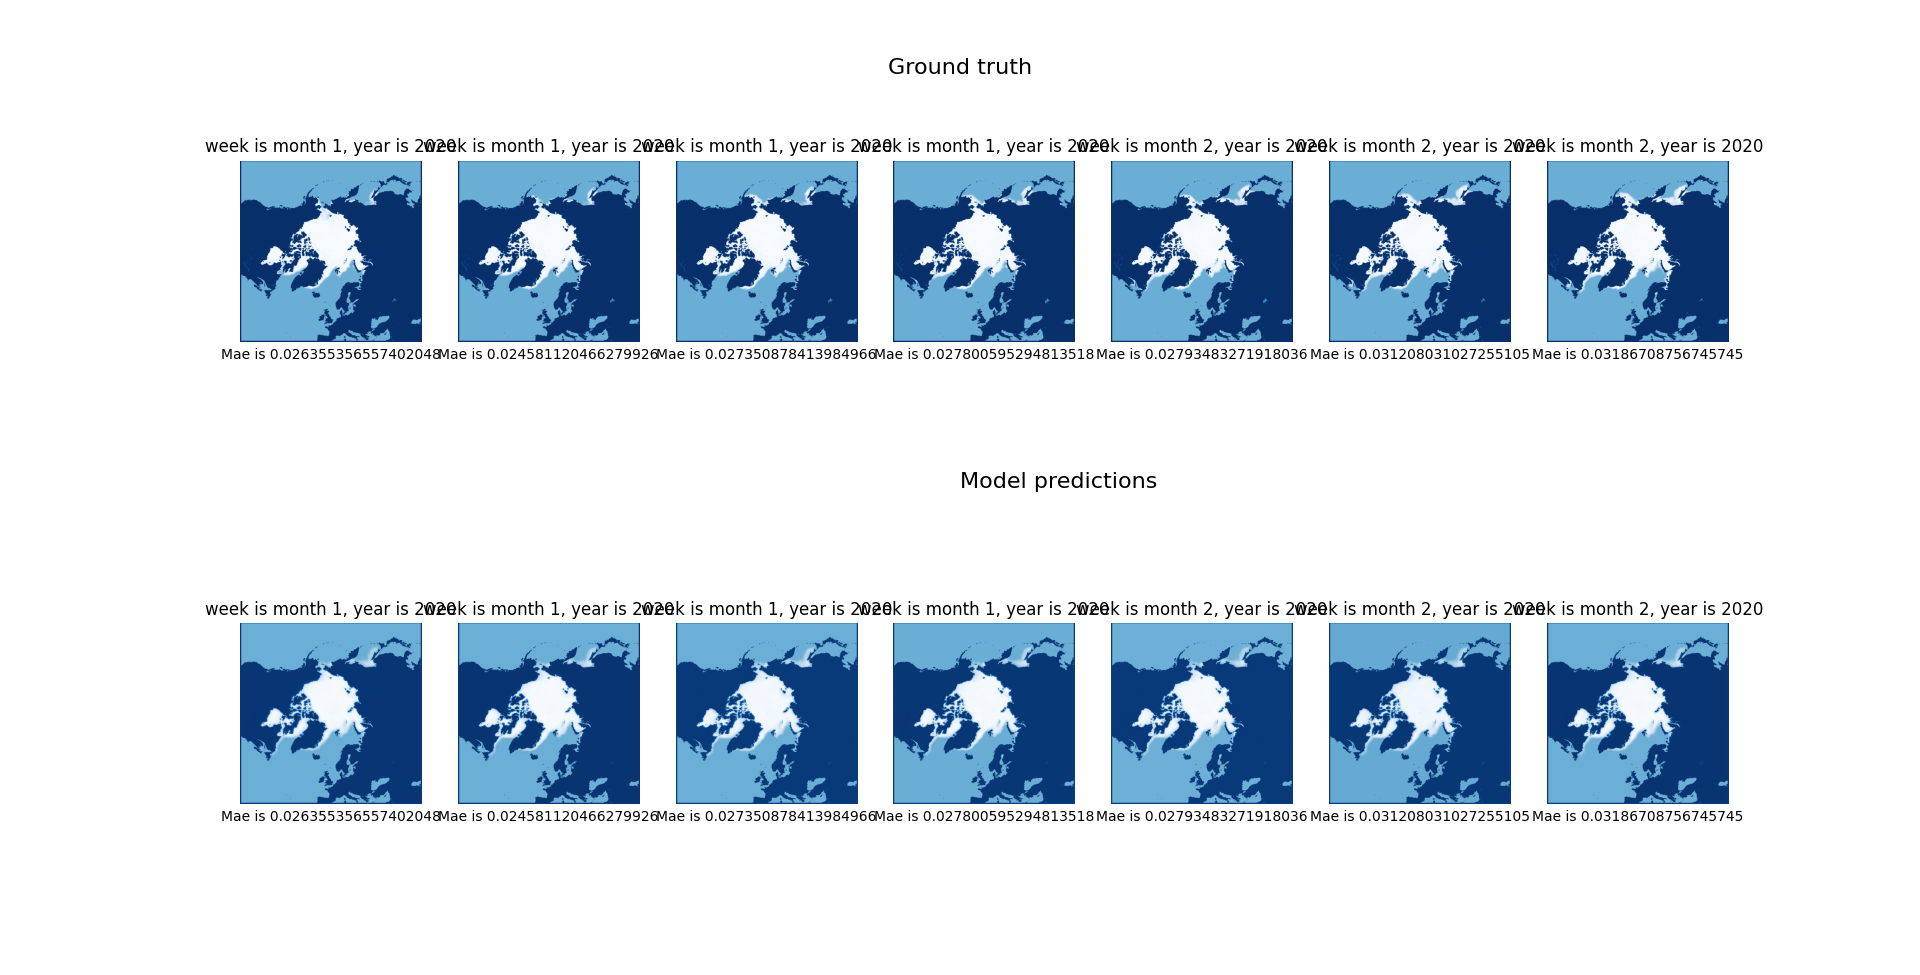 Ground truth
week is month 1, year is 2020 week is month 1, year is 2020 week is month 1, year is 2020 week is month 1, year is 2020 week is month 2, year is 2020 week is month 2, year is 2020 week is month 2, year is 2020
Mae is 0.026355356557402048 Mae is 0.024581120466279926 Mae is 0.027350878413984966 Mae is 0.027800595294813518 Mae is 0.02793483271918036 Mae is 0.031208031027255105 Mae is 0.03186708756745745
Model predictions
week is month 1, year is 2020 week is month 1, year is 2020 week is month 1, year is 2020 week is month 1, year is 2020 week is month 2, year is 2020 week is month 2, year is 2020 week is month 2, year is 2020
Mae is 0.026355356557402048 Mae is 0.024581120466279926 Mae is 0.027350878413984966 Mae is 0.027800595294813518 Mae is 0.02793483271918036 Mae is 0.031208031027255105 Mae is 0.03186708756745745